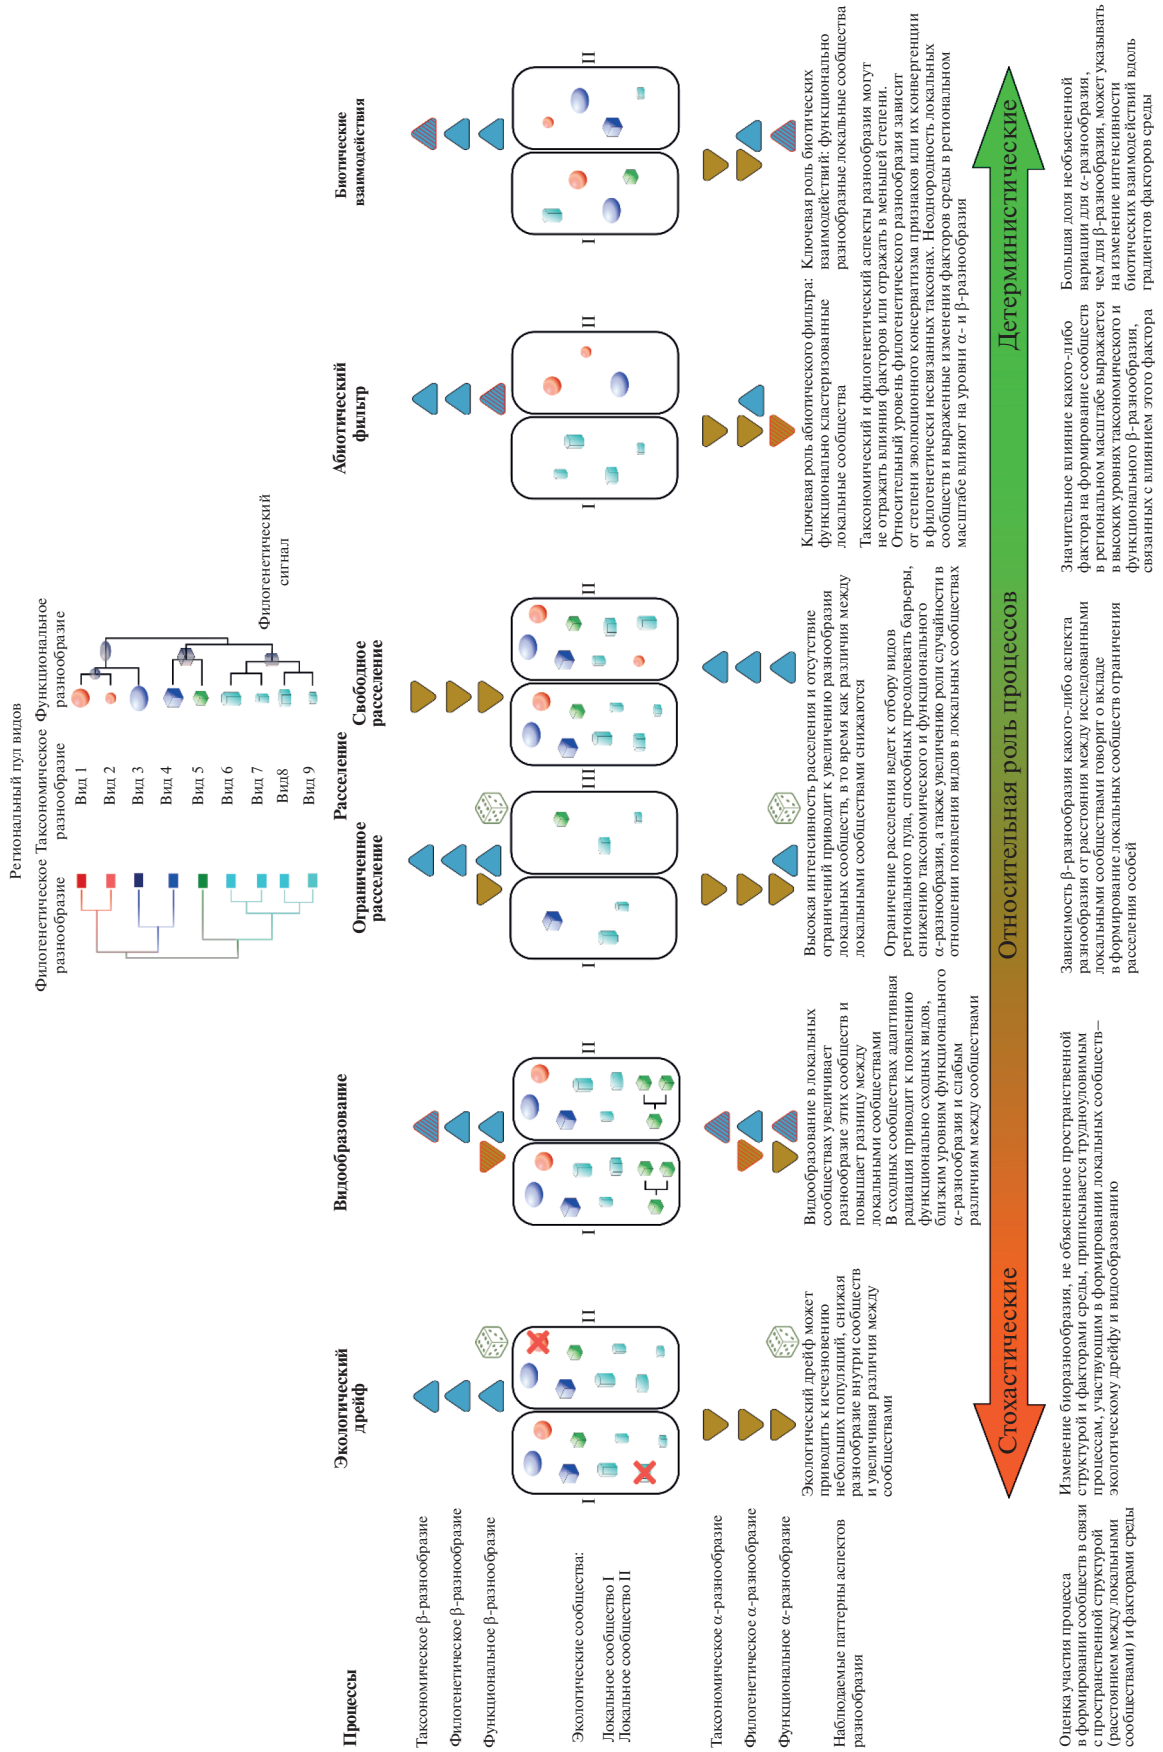 Региональный пул видов
Филогенетическое
разнообразие
Таксономическое
разнообразие
Функциональное
разнообразие
Вид 1
Вид 2
Вид 3
Вид 4
Вид 5
Вид 6
Вид 7
Вид8
Вид 9
Филогенетический
сигнал
Процессы
Экологический
дрейф
Видообразование
Расселение
Ограниченное
расселение
Свободное
расселение
Абиотический
фильтр
Биотические
взаимодействия
Таксономическое β-разнообразие
Филогенетическое β-разнообразие
Функциональное β-разнообразие
Экологические сообщества:
Локальное сообщество I
Локальное сообщество II
I
II
I
II
I
III
II
I
II
I
II
Таксономическое α-разнообразие
Филогенетическое α-разнообразие
Функциональное α-разнообразие
Наблюдаемые паттерны аспектов
разнообразия
Экологический дрейф может
приводить к исчезновению
небольших популяций, снижая
разнообразие внутри сообществ
и увеличивая различия между
сообществами
Видообразование в локальных
сообществах увеличивает
разнообразие этих сообществ и
повышает разницу между
локальными сообществами
В сходных сообществах адаптивная
радиация приводит к появлению
функционально сходных видов,
близким уровням функционального
α-разнообразия и слабым
различиям между сообществами
Высокая интенсивность расселения и отсутствие
ограничений приводит к увеличению разнообразия
локальных сообществ, в то время как различия между
локальными сообществами снижаются
Ограничение расселения ведет к отбору видов
регионального пула, способных преодолевать барьеры,
снижению таксономического и функционального
α-разнообразия, а также увеличению роли случайности в
отношении появления видов в локальных сообществах
Ключевая роль абиотического фильтра:
функционально кластеризованные
локальные сообщества
Ключевая роль биотических
взаимодействий: функционально
разнообразные локальные сообщества
Таксономический и филогенетический аспекты разнообразия могут
не отражать влияния факторов или отражать в меньшей степени.
Относительный уровень филогенетического разнообразия зависит
от степени эволюционного консерватизма признаков или их конвергенции
в филогенетически несвязанных таксонах. Неоднородность локальных
сообществ и выраженные изменения факторов среды в региональном
масштабе влияют на уровни α- и β-разнообразия
Стохастические
Относительная роль процессов
Детерминистические
Оценка участия процесса
в формировании сообществ в связи
с пространственной структурой
(расстоянием между локальными
сообществами) и факторами среды
Изменение биоразнообразия, не объясненное пространственной
структурой и факторами среды, приписывается трудноуловимым
процессам, участвующим в формировании локальных сообществ–
экологическому дрейфу и видообразованию
Зависимость β-разнообразия какого-либо аспекта
разнообразия от расстояния между исследованными
локальными сообществами говорит о вкладе
в формирование локальных сообществ ограничения
расселения особей
Значительное влияние какого-либо
фактора на формирование сообществ
в региональном масштабе выражается
в высоких уровнях таксономического и
функционального β-разнообразия,
связанных с влиянием этого фактора
Большая доля необъясненной
вариации для α-разнообразия,
чем для β-разнообразия, может указывать
на изменение интенсивности
биотических взаимодействий вдоль
градиентов факторов среды